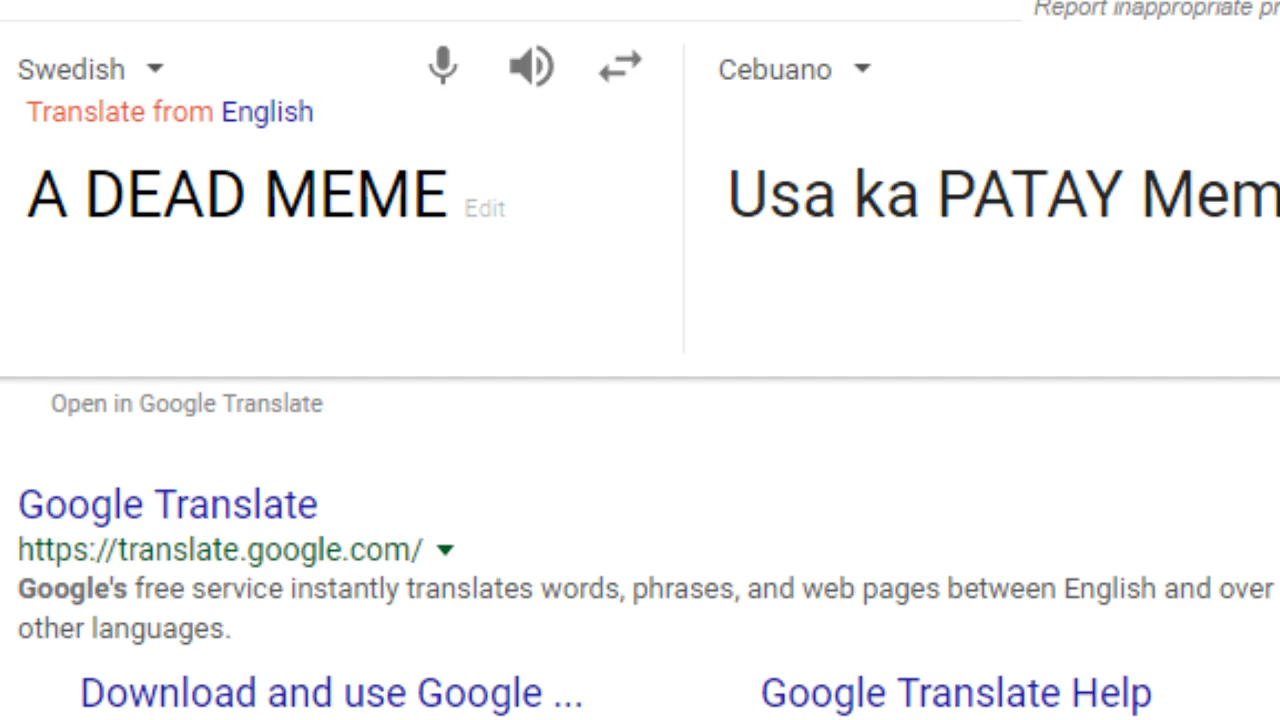 Report inappropriate
Swedish
Cebuano
Translate from English
A DEAD MEME Edit
Usa ka PATAY Mem
Open in Google Translate
Google Translate
https://translate.google.com/
Google's free service instantly translates words, phrases, and web pages between English and over
other languages.
Download and use Google ...
Google Translate Help